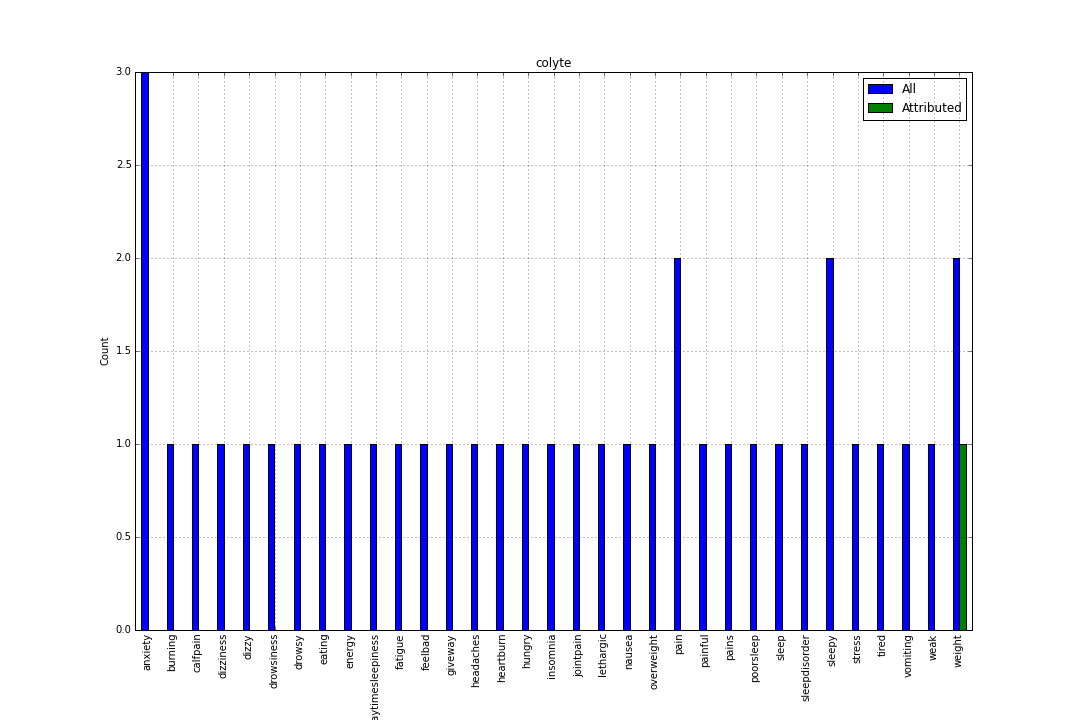 colyte
All
Attributed
3.0
2.5
2.0
1.5
1.0
0.5
0.0
Count
anxiety
burning
calfpain
dizziness
dizzy
drowsiness
drowsy
eating
energy
aytimesleepiness
fatigue
feelbad
giveway
headaches
heartburn
hungry
insomnia
jointpain
lethargic
nausea
overweight
pain
painful
pains
poorsleep
sleep
sleepdisorder
sleepy
stress
tired
vomiting
weak
weight